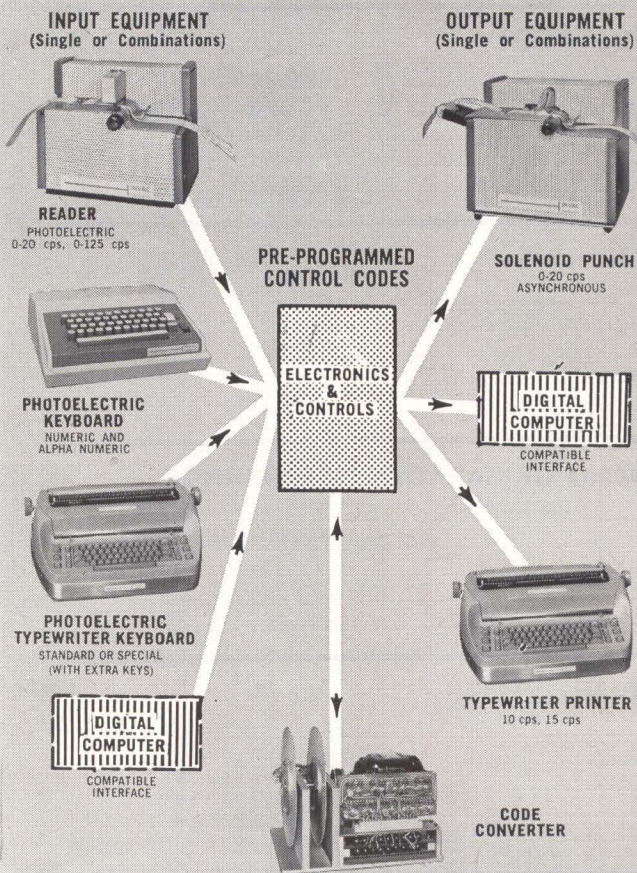 INPUT EQUIPMENT
(Single or Combinations)
READER
PHOTOELECTRIC
0-20 cps, 0-125 cps
PHOTOELECTRIC
KEYBOARD
NUMERIC AND
ALPHA NUMERIC
PHOTOELECTRIC
TYPEWRITER KEYBOARD
STANDARD OR SPECIAL
(WITH EXTRA KEYS)
DIGITAL
COMPUTER
COMPATIBLE
INTERFACE
PRE-PROGRAMMED
CONTROL CODES
ELECTRONICS
&
CONTROLS
OUTPUT EQUIPMENT
(Single or Combinations)
SOLENOID PUNCH
0-20 cps
ASYNCHRONOUS
DIGITAL
COMPUTER
COMPATIBLE
INTERFACE
TYPEWRITER PRINTER
10 cps, 15 cps
CODE
CONVERTER